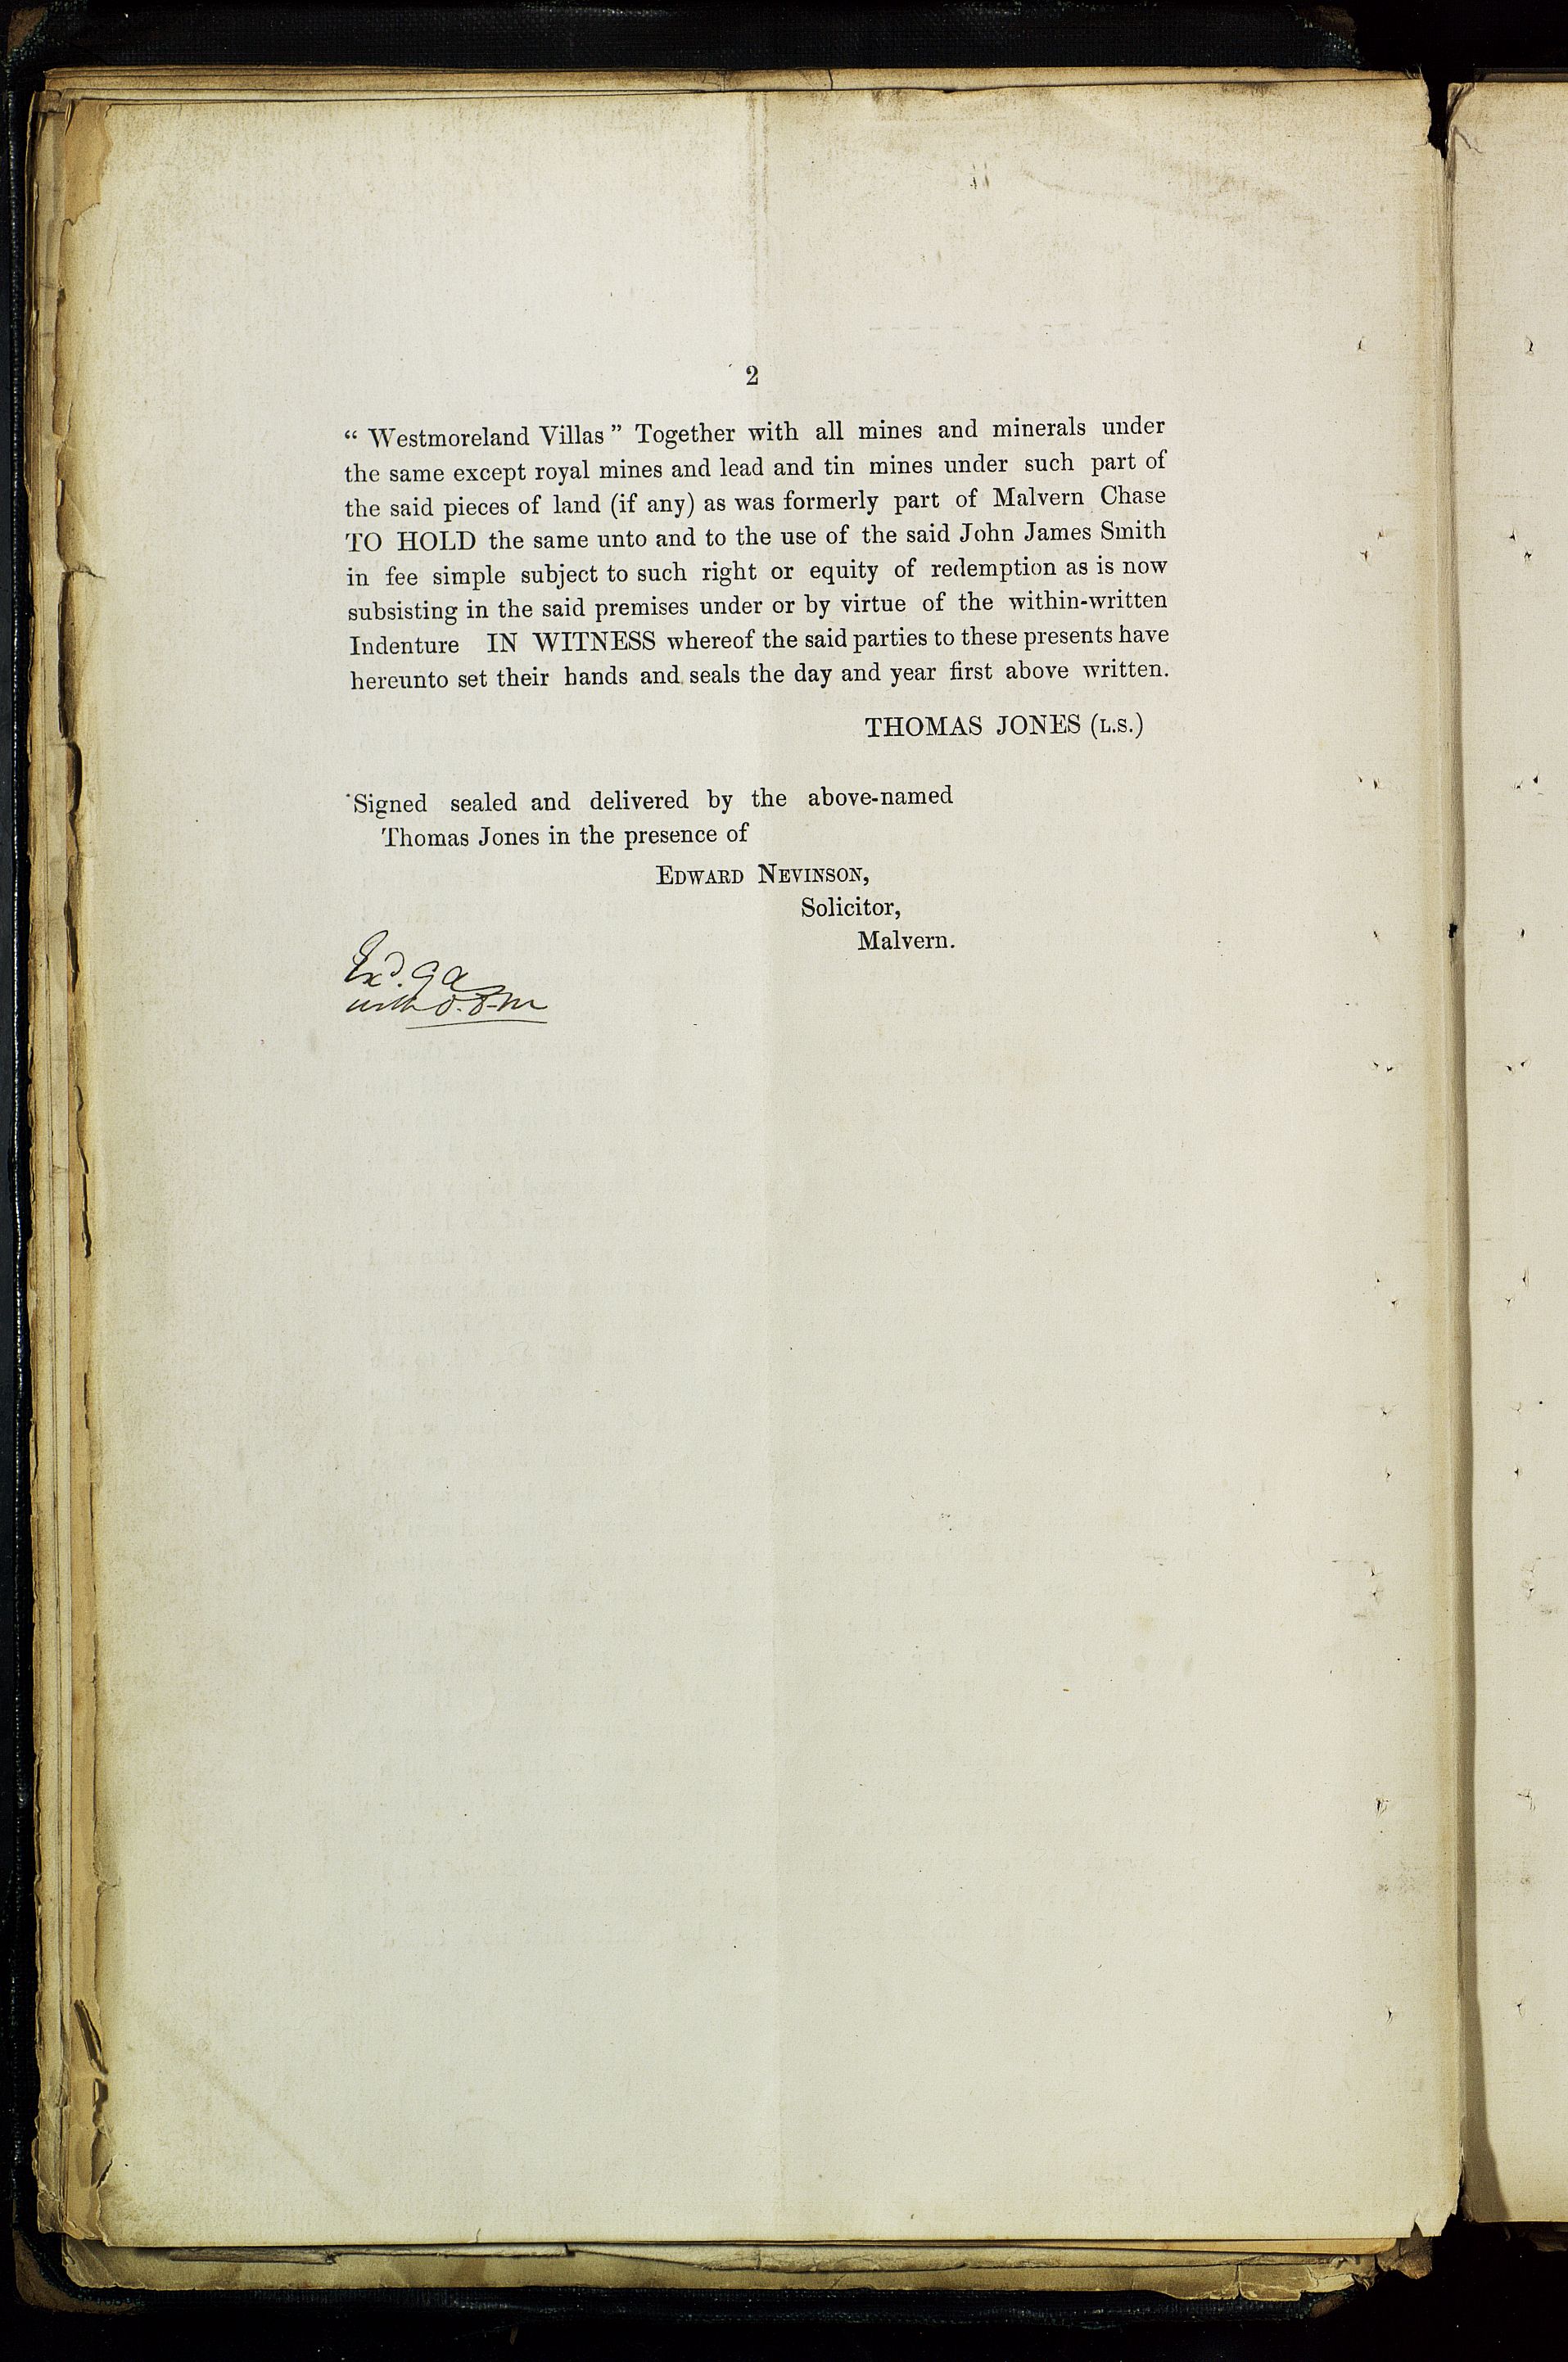 2
“ Westmoreland Villas ” Together with all mines and minerals under
the same except royal mines and lead and tin mines under such part of
the said pieces of land (if any) as was formerly part of Malvern Chase
TO HOLD the same unto and to the use of the said John James Smith
in fee simple subject to such right or equity of redemption as is now
subsisting in the said premises under or by virtue of the within-written
Indenture IN WITNESS whereof the said parties to these presents have
hereunto set their hands and seals the day and year first above written.
THOMAS JONES (L.S.)
Signed sealed and delivered by the above-named
Thomas Jones in the presence of
EDWARD NEVINSON,
Solicitor,
Malvern.
Exd.
with